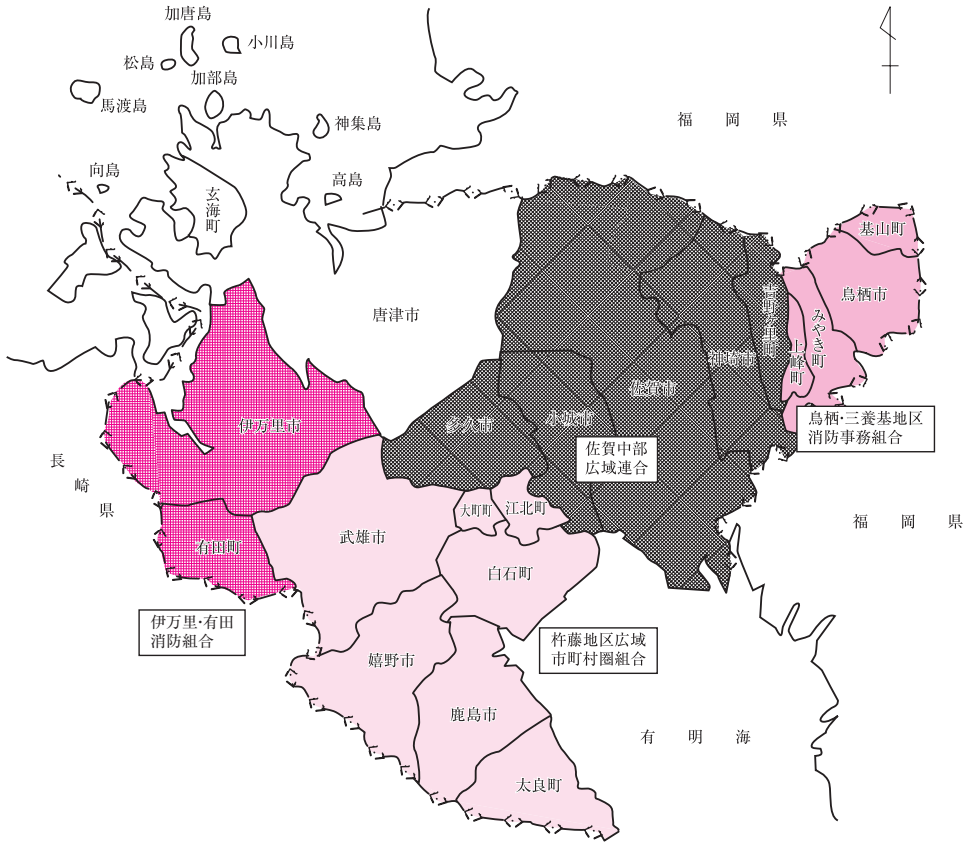 加唐島
小川島
松島
加部島
馬渡島
神集島
福岡県
向島
高島
玄海町
基山町
鳥栖市
みやき町
上峰町
吉野ヶ里町
唐津市
神埼市
佐賀市
小城市
多久市
伊万里市
鳥栖・三養基地区
消防事務組合
佐賀中部
広域連合
長崎県
大町町
江北町
福岡県
武雄市
有田町
白石町
伊万里・有田
消防組合
杵藤地区広域
市町村圏組合
嬉野市
鹿島市
有明海
太良町